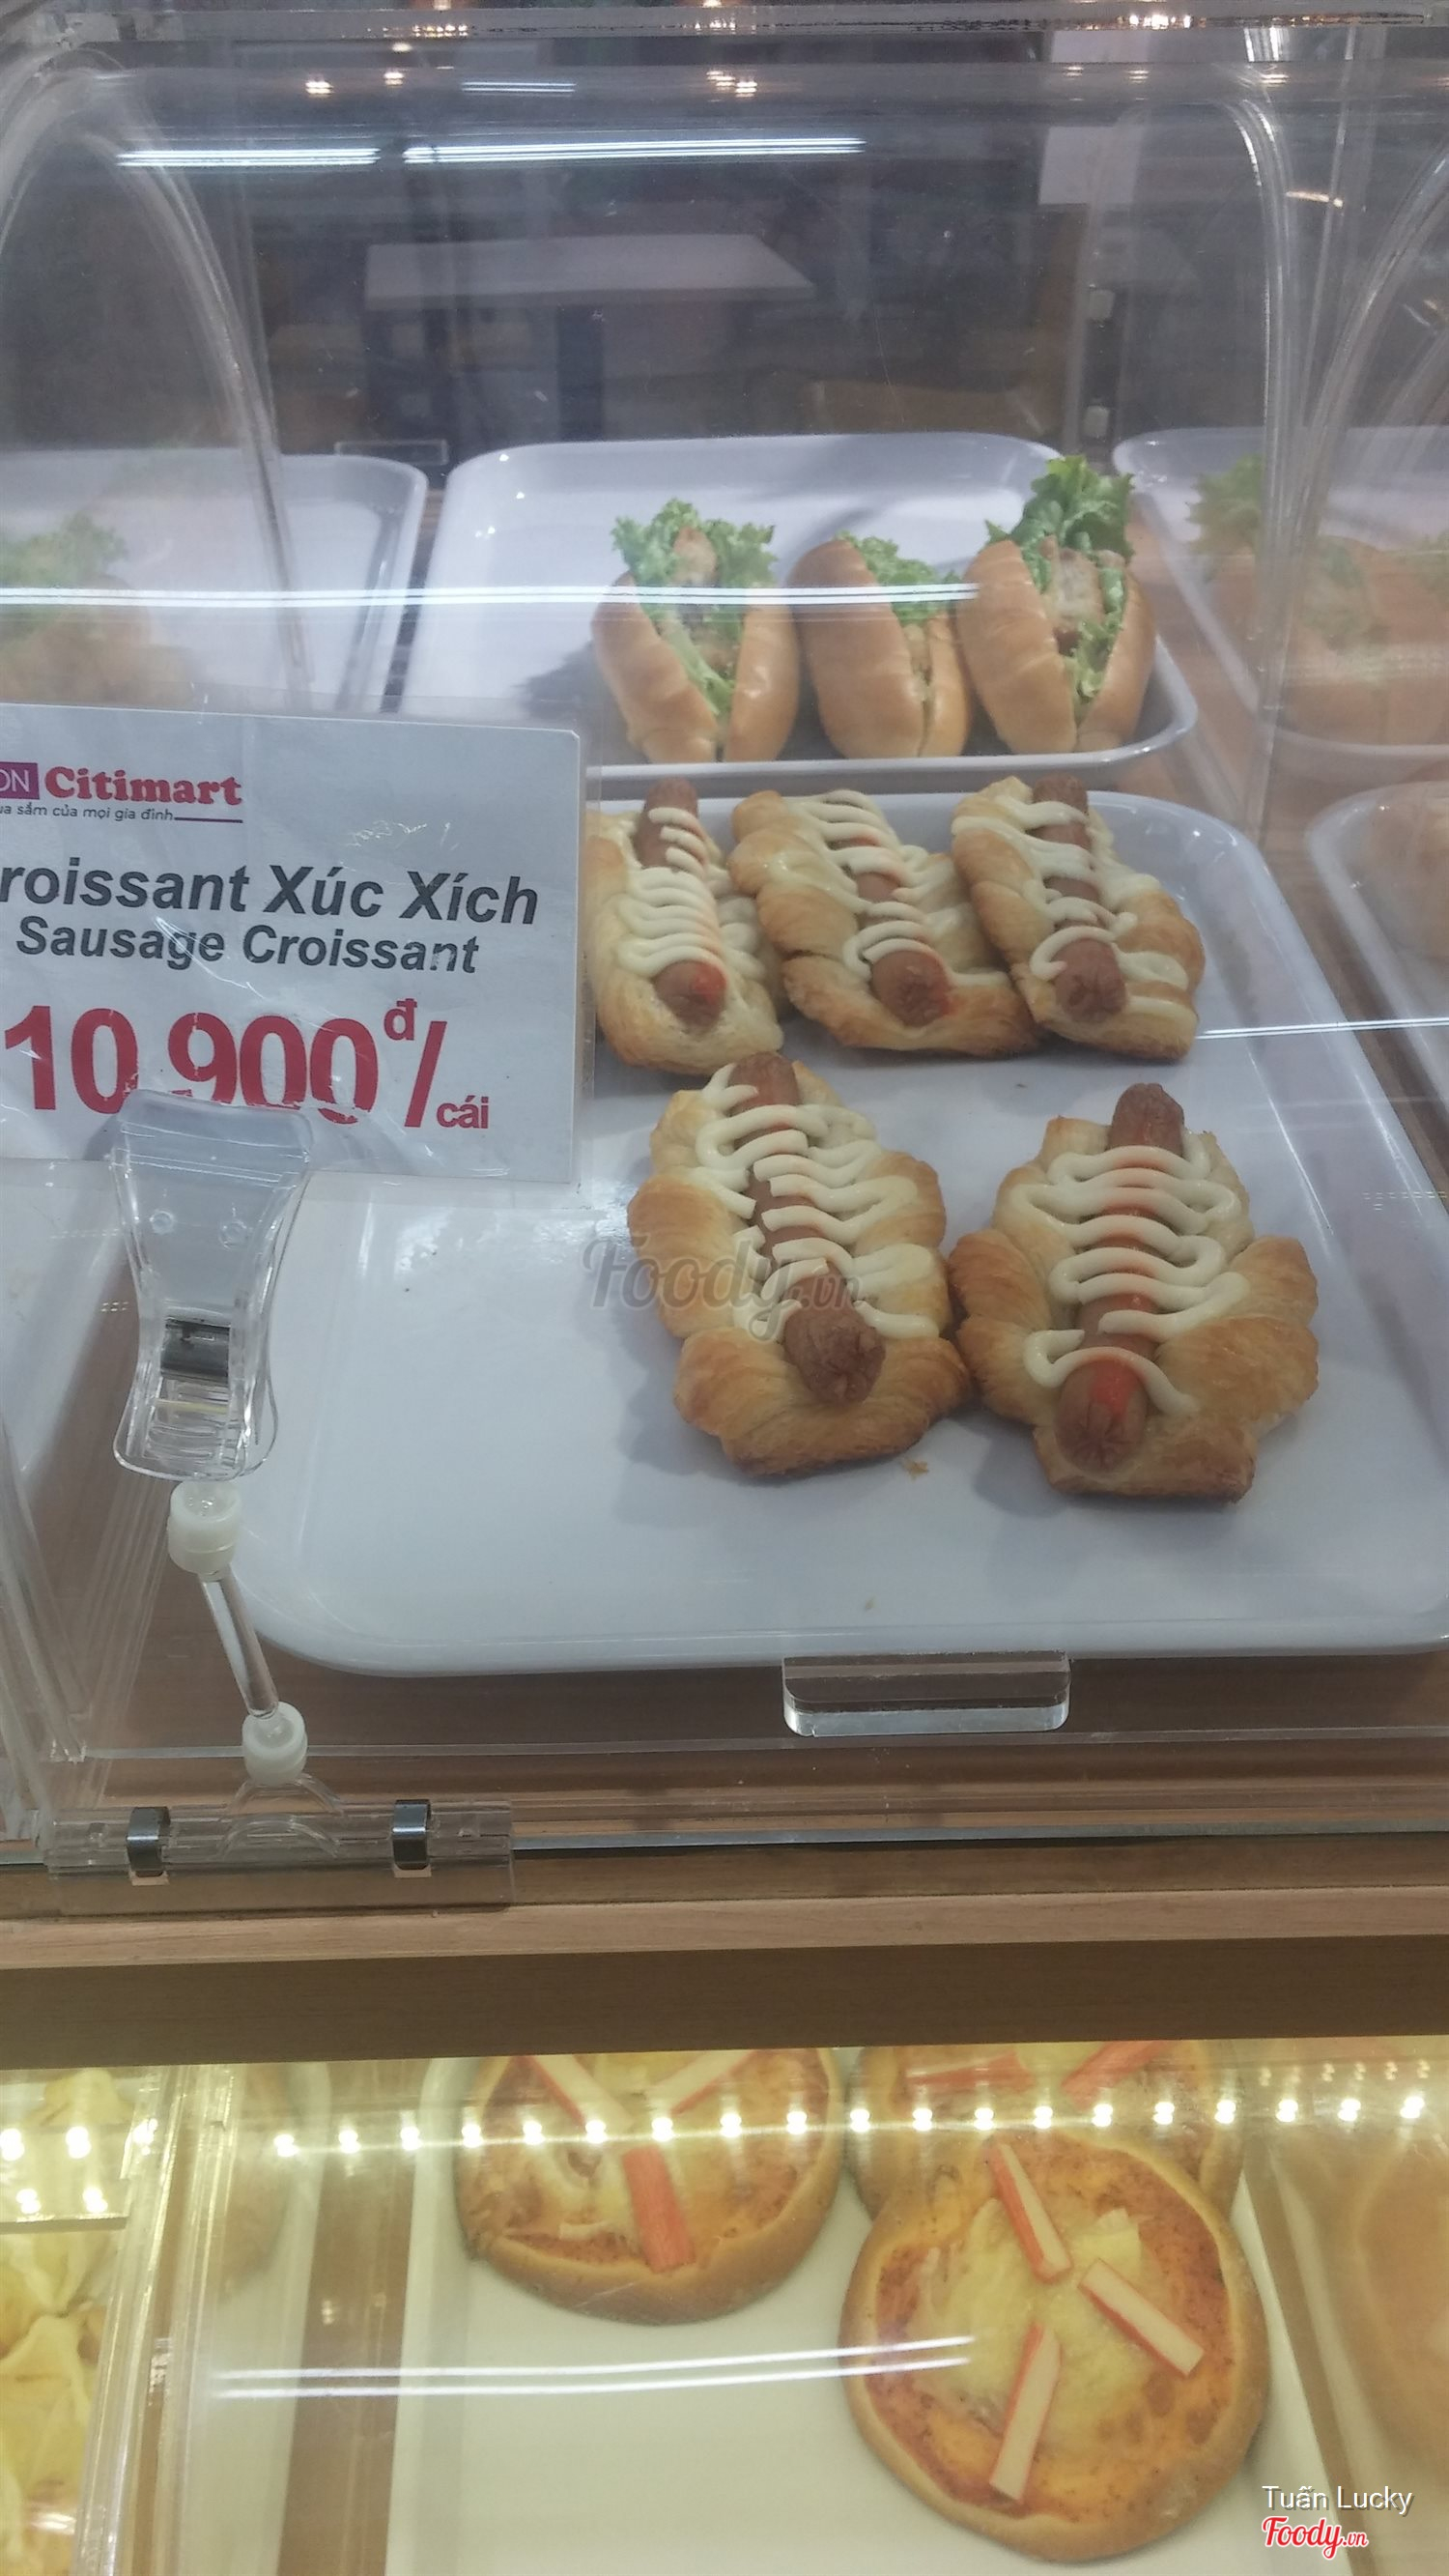 ON Citimart
ua sắm của mọi gia đình
roissant Xúc Xích
Sausage Croissant
10.900đ/cái
Foody.vn
Tuấn Lucky
Foody.vn